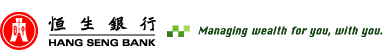 恒生銀行
HANG SENG BANK
Managing wealth for you, with you.